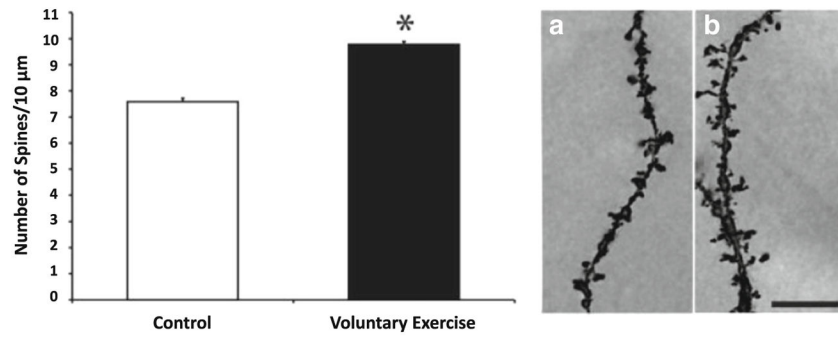 Number of Spines/10 µm
11
10
9
8
7
6
5
4
3
2
1
0
*
Control
Voluntary Exercise
a
b